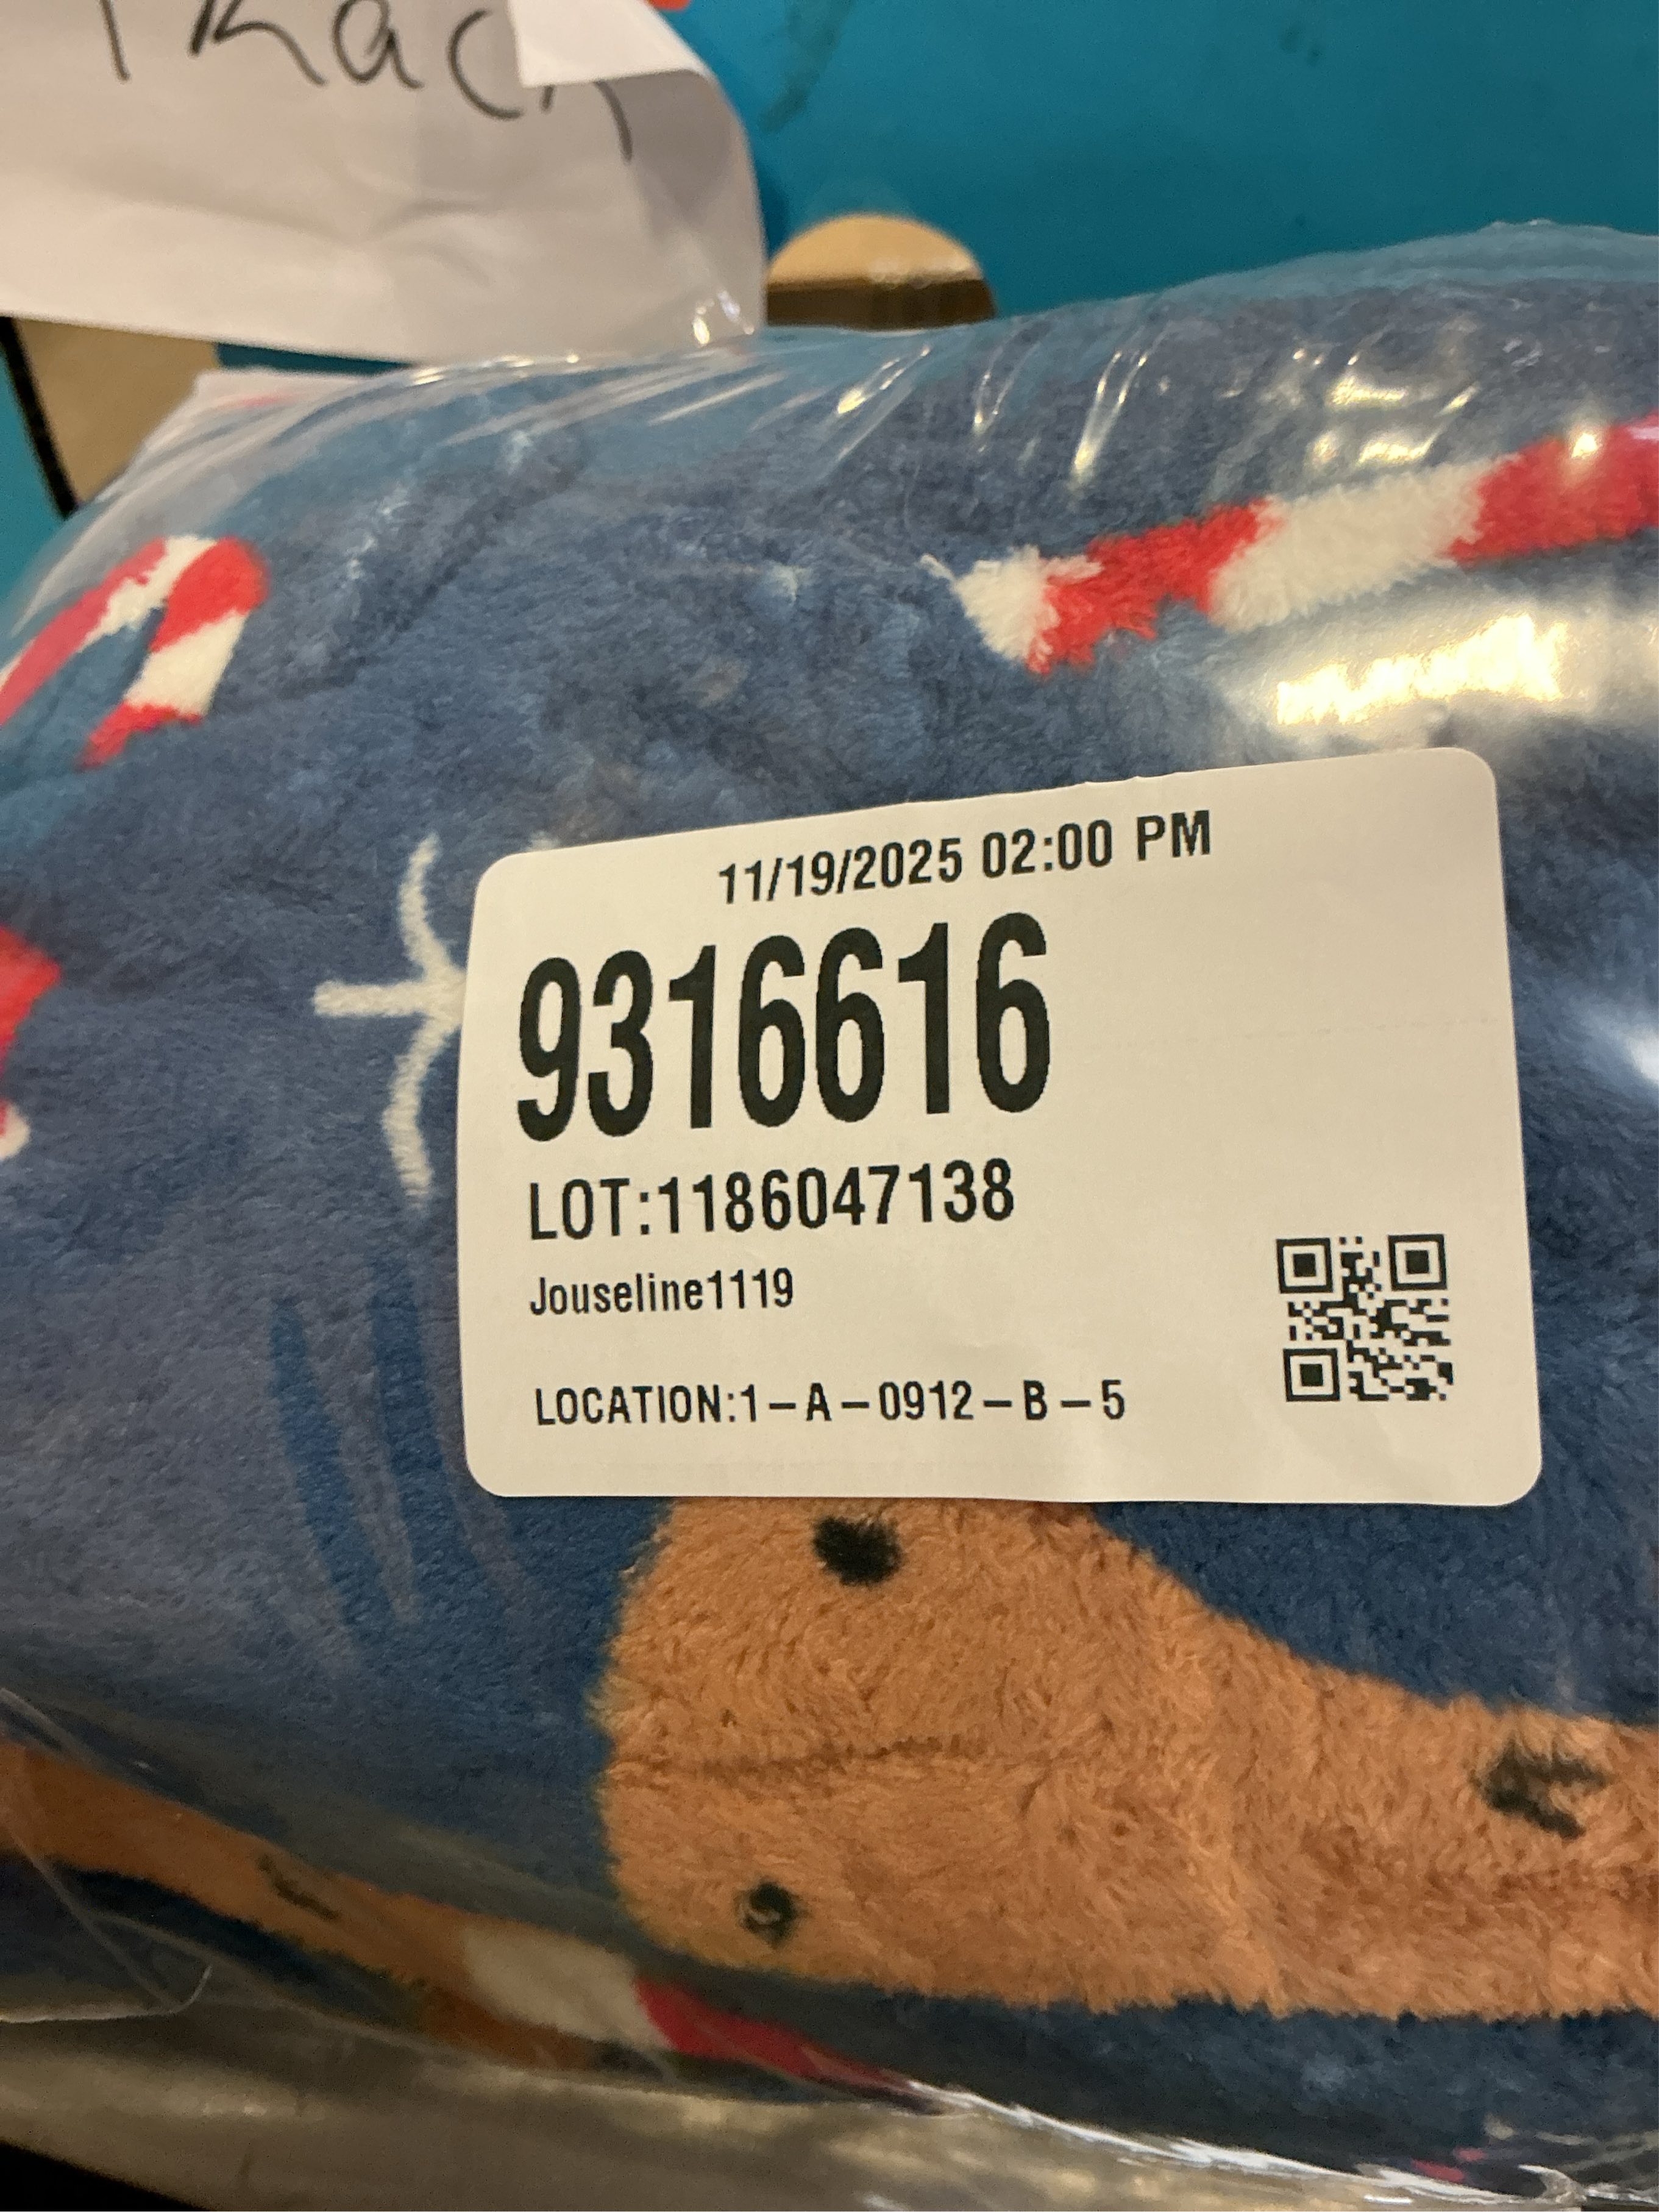 11/19/2025 02:00 PM
9316616
LOT:1186047138
Jouseline1119
LOCATION:1-A-0912-B-5